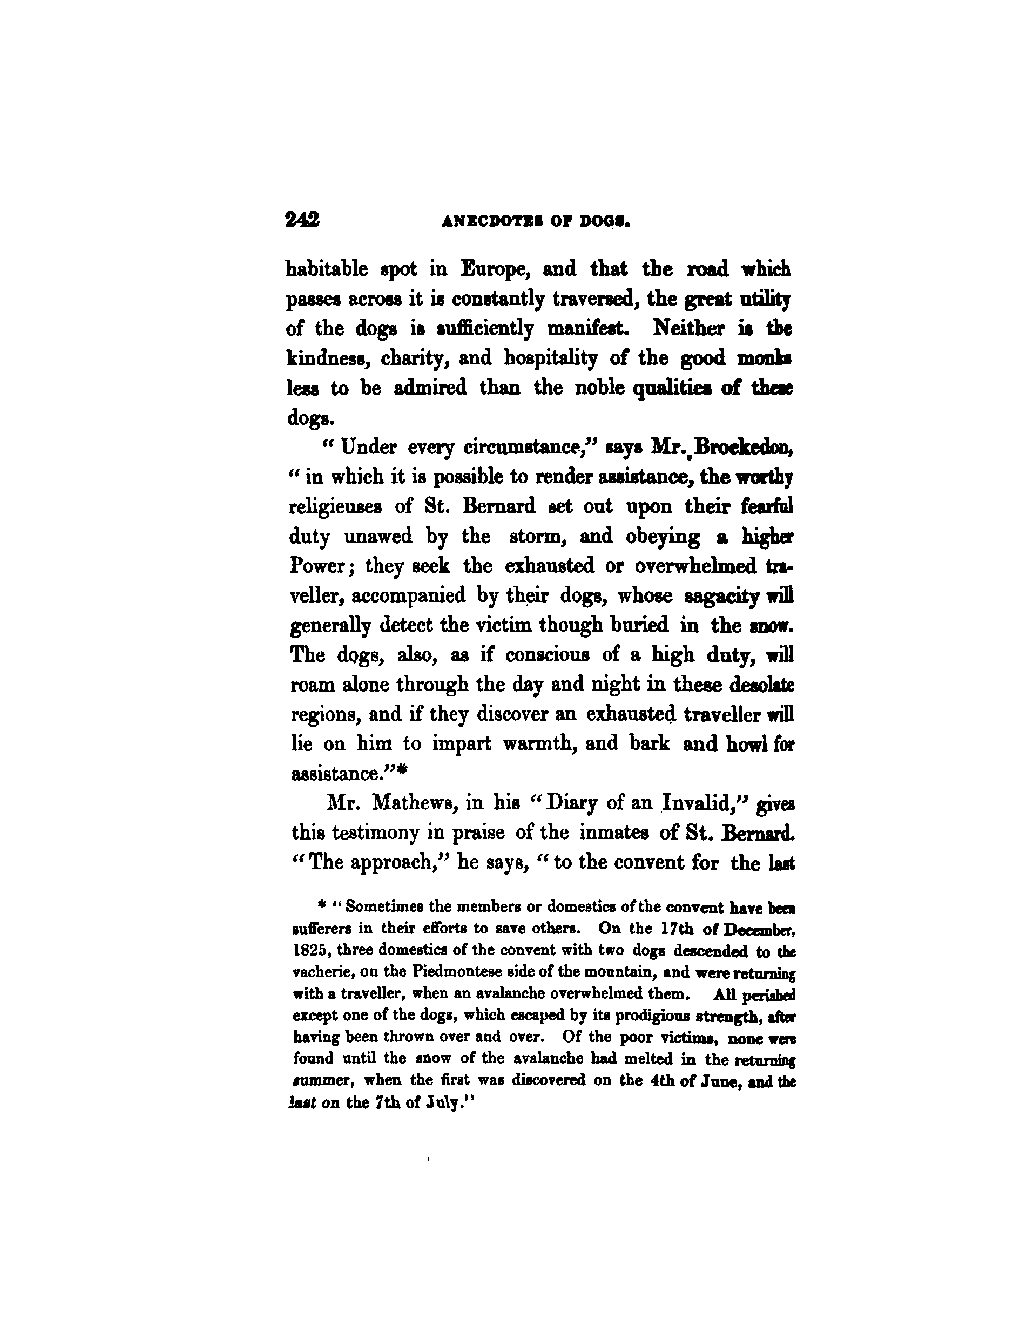 242 ANECDOTES OF DOGS.
habitable spot in Europe, and that the road which
passes across it is constantly traversed, the great utility
of the dogs is sufficiently manifest. Neither is the
kindness, charity, and hospitality of the good monks
less to be admired than the noble qualities of these
dogs.
“ Under every circumstance,” says Mr. Brockedon,
“ in which it is possible to render assistance, the worthy
religieuses of St. Bernard set out upon their fearful
duty unawed by the storm, and obeying a higher
Power; they seek the exhausted or overwhelmed tra-
veller, accompanied by their dogs, whose sagacity will
generally detect the victim though buried in the snow.
The dogs, also, as if conscious of a high duty, will
roam alone through the day and night in these desolate
regions, and if they discover an exhausted traveller will
lie on him to impart warmth, and bark and howl for
assistance.”*
Mr. Mathews, in his “ Diary of an Invalid,” gives
this testimony in praise of the inmates of St. Bernard.
“ The approach,” he says, “ to the convent for the last
* “ Sometimes the members or domestics of the convent have been
sufferers in their efforts to save others. On the 17th of December,
1825, three domestics of the convent with two dogs descended to the
vacherie, on the Piedmontese side of the mountain, and were returning
with a traveller, when an avalanche overwhelmed them. All perished
except one of the dogs, which escaped by its prodigious strength, after
having been thrown over and over. Of the poor victims, none were
found until the snow of the avalanche had melted in the returning
summer, when the first was discovered on the 4th of June, and the
last on the 7th of July.”